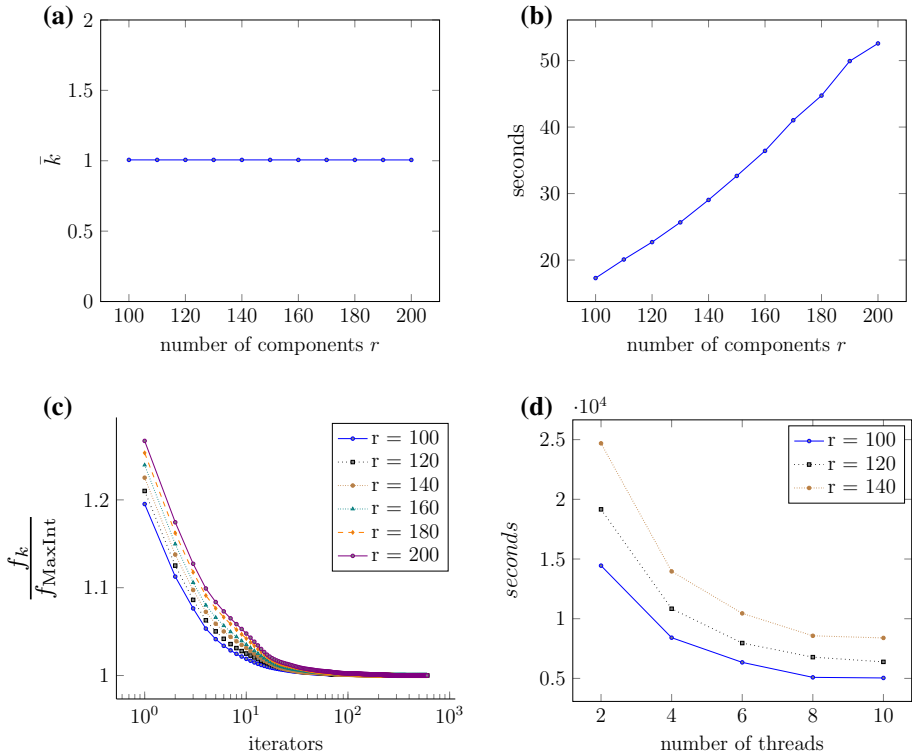 (a)
2
1.5
1
0.5
0
k̄
100 120 140 160 180 200
number of components r
(b)
50
40
30
20
seconds
100 120 140 160 180 200
number of components r
(c)
1.2
1.1
1
f_k
f_MaxInt
r = 100
r = 120
r = 140
r = 160
r = 180
r = 200
10^0 10^1 10^2 10^3
iterators
(d)
·10^4
2.5
2
1.5
1
0.5
seconds
r = 100
r = 120
r = 140
2 4 6 8 10
number of threads